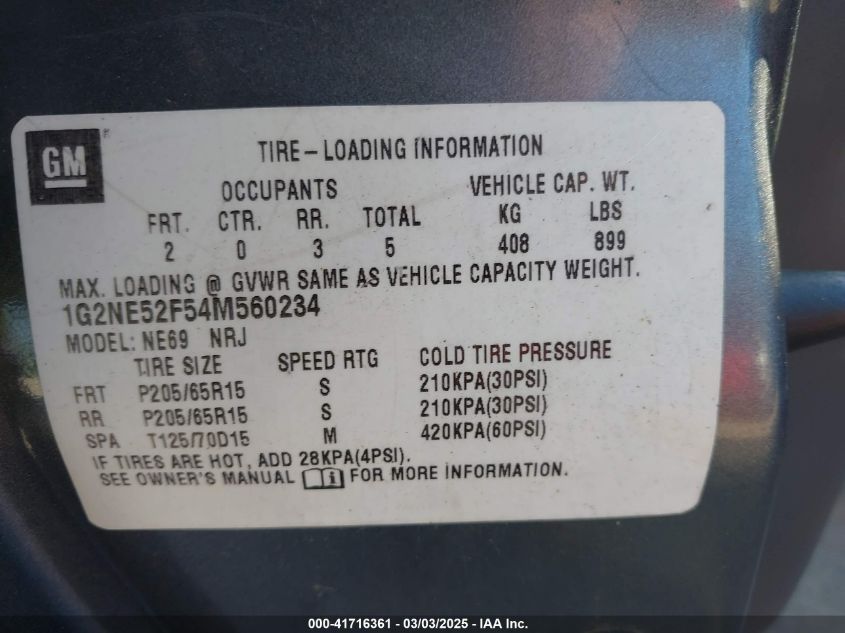 GM
TIRE-LOADING INFORMATION
OCCUPANTS VEHICLE CAP. WT.
FRT. CTR. RR. TOTAL KG LBS
2 0 3 5 408 899
MAX. LOADING @ GVWR SAME AS VEHICLE CAPACITY WEIGHT.
1G2NE52F54M560234
MODEL: NE69 NRJ
TIRE SIZE SPEED RTG COLD TIRE PRESSURE
FRT P205/65R15 S 210KPA(30PSI)
RR P205/65R15 S 210KPA(30PSI)
SPA T125/70D15 M 420KPA(60PSI)
IF TIRES ARE HOT, ADD 28KPA(4PSI).
SEE OWNER'S MANUAL i FOR MORE INFORMATION.
000-41716361 - 03/03/2025 - IAA Inc.